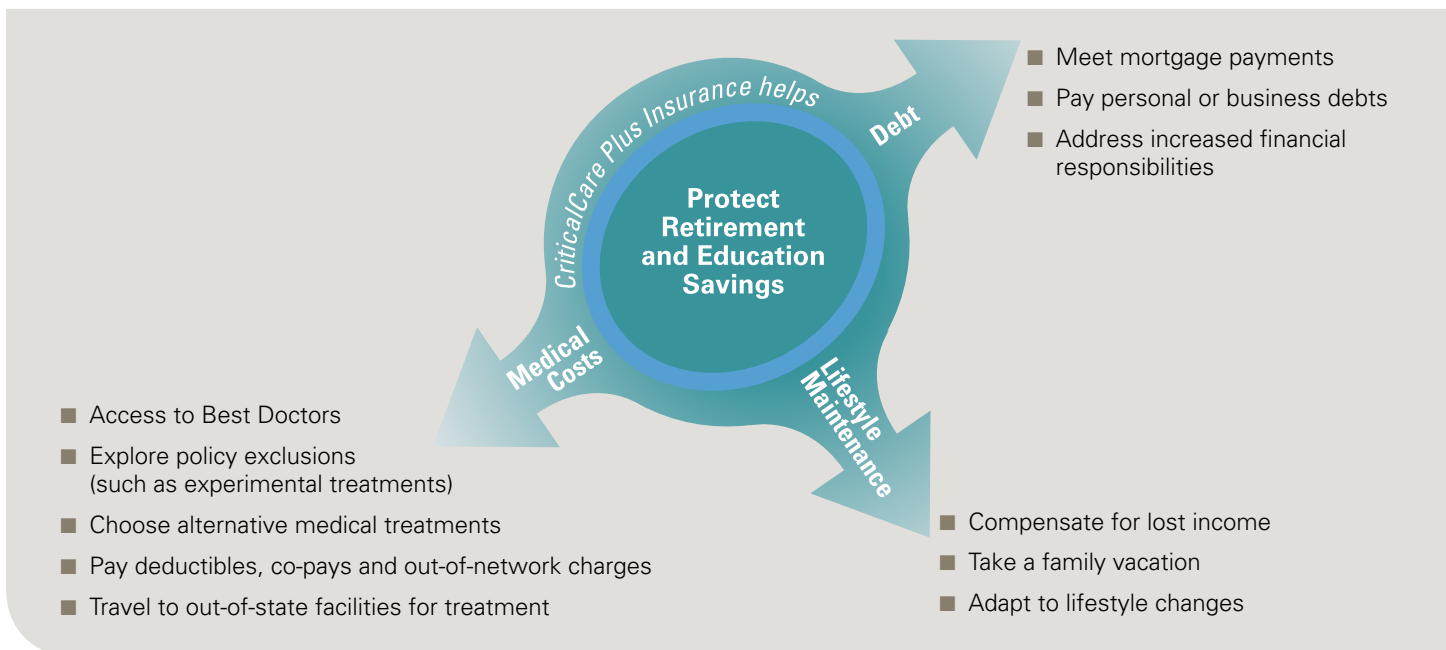 CriticalCare Plus Insurance helps
Protect
Retirement
and Education
Savings
Debt
■ Meet mortgage payments
■ Pay personal or business debts
■ Address increased financial
responsibilities
Medical
Costs
■ Access to Best Doctors
■ Explore policy exclusions
(such as experimental treatments)
■ Choose alternative medical treatments
■ Pay deductibles, co-pays and out-of-network charges
■ Travel to out-of-state facilities for treatment
Lifestyle
Maintenance
■ Compensate for lost income
■ Take a family vacation
■ Adapt to lifestyle changes